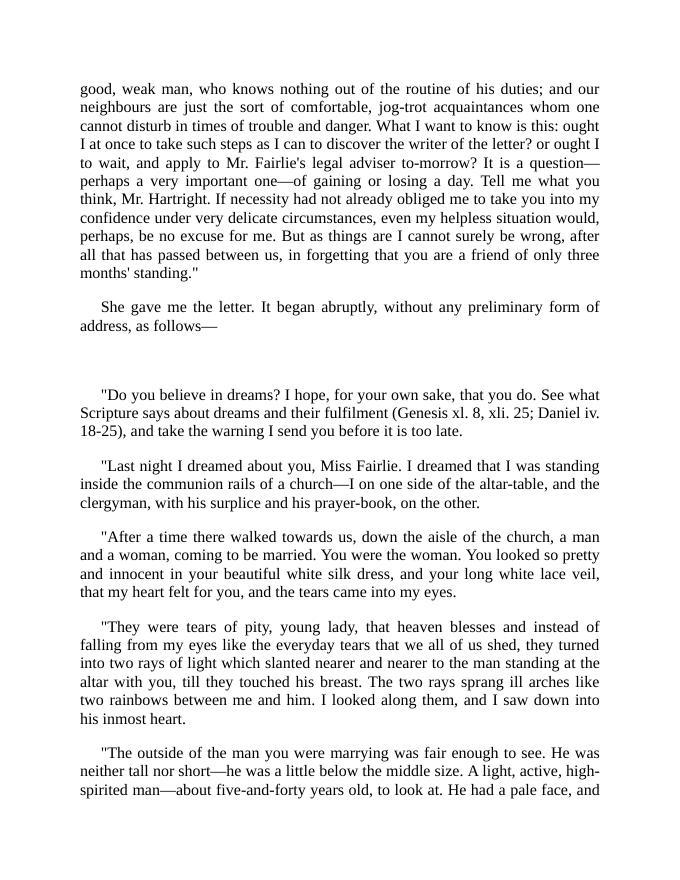 good, weak man, who knows nothing out of the routine of his duties; and our
neighbours are just the sort of comfortable, jog-trot acquaintances whom one
cannot disturb in times of trouble and danger. What I want to know is this: ought
I at once to take such steps as I can to discover the writer of the letter? or ought I
to wait, and apply to Mr. Fairlie's legal adviser to-morrow? It is a question—
perhaps a very important one—of gaining or losing a day. Tell me what you
think, Mr. Hartright. If necessity had not already obliged me to take you into my
confidence under very delicate circumstances, even my helpless situation would,
perhaps, be no excuse for me. But as things are I cannot surely be wrong, after
all that has passed between us, in forgetting that you are a friend of only three
months' standing."
She gave me the letter. It began abruptly, without any preliminary form of
address, as follows—
"Do you believe in dreams? I hope, for your own sake, that you do. See what
Scripture says about dreams and their fulfilment (Genesis xl. 8, xli. 25; Daniel iv.
18-25), and take the warning I send you before it is too late.
"Last night I dreamed about you, Miss Fairlie. I dreamed that I was standing
inside the communion rails of a church—I on one side of the altar-table, and the
clergyman, with his surplice and his prayer-book, on the other.
"After a time there walked towards us, down the aisle of the church, a man
and a woman, coming to be married. You were the woman. You looked so pretty
and innocent in your beautiful white silk dress, and your long white lace veil,
that my heart felt for you, and the tears came into my eyes.
"They were tears of pity, young lady, that heaven blesses and instead of
falling from my eyes like the everyday tears that we all of us shed, they turned
into two rays of light which slanted nearer and nearer to the man standing at the
altar with you, till they touched his breast. The two rays sprang ill arches like
two rainbows between me and him. I looked along them, and I saw down into
his inmost heart.
"The outside of the man you were marrying was fair enough to see. He was
neither tall nor short—he was a little below the middle size. A light, active, high-
spirited man—about five-and-forty years old, to look at. He had a pale face, and